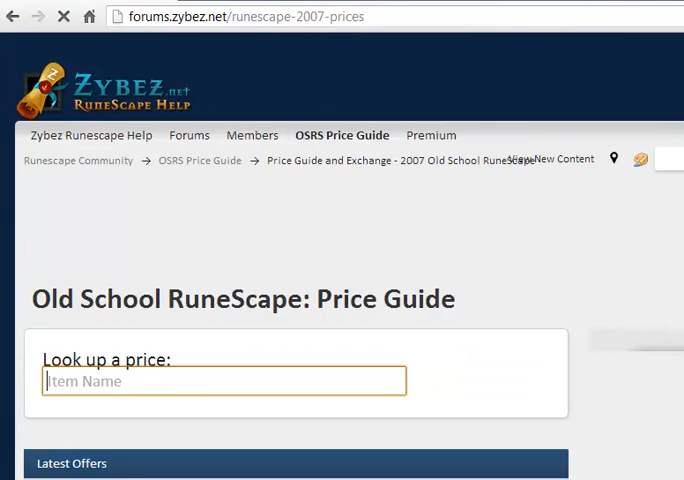 forums.zybez.net/runescape-2007-prices
ZYBEZ.net
RUNESCAPE HELP
Zybez Runescape Help Forums Members OSRS Price Guide Premium
Runescape Community → OSRS Price Guide → Price Guide and Exchange - 2007 Old School RuneScape View New Content
Old School RuneScape: Price Guide
Look up a price:
Item Name
Latest Offers